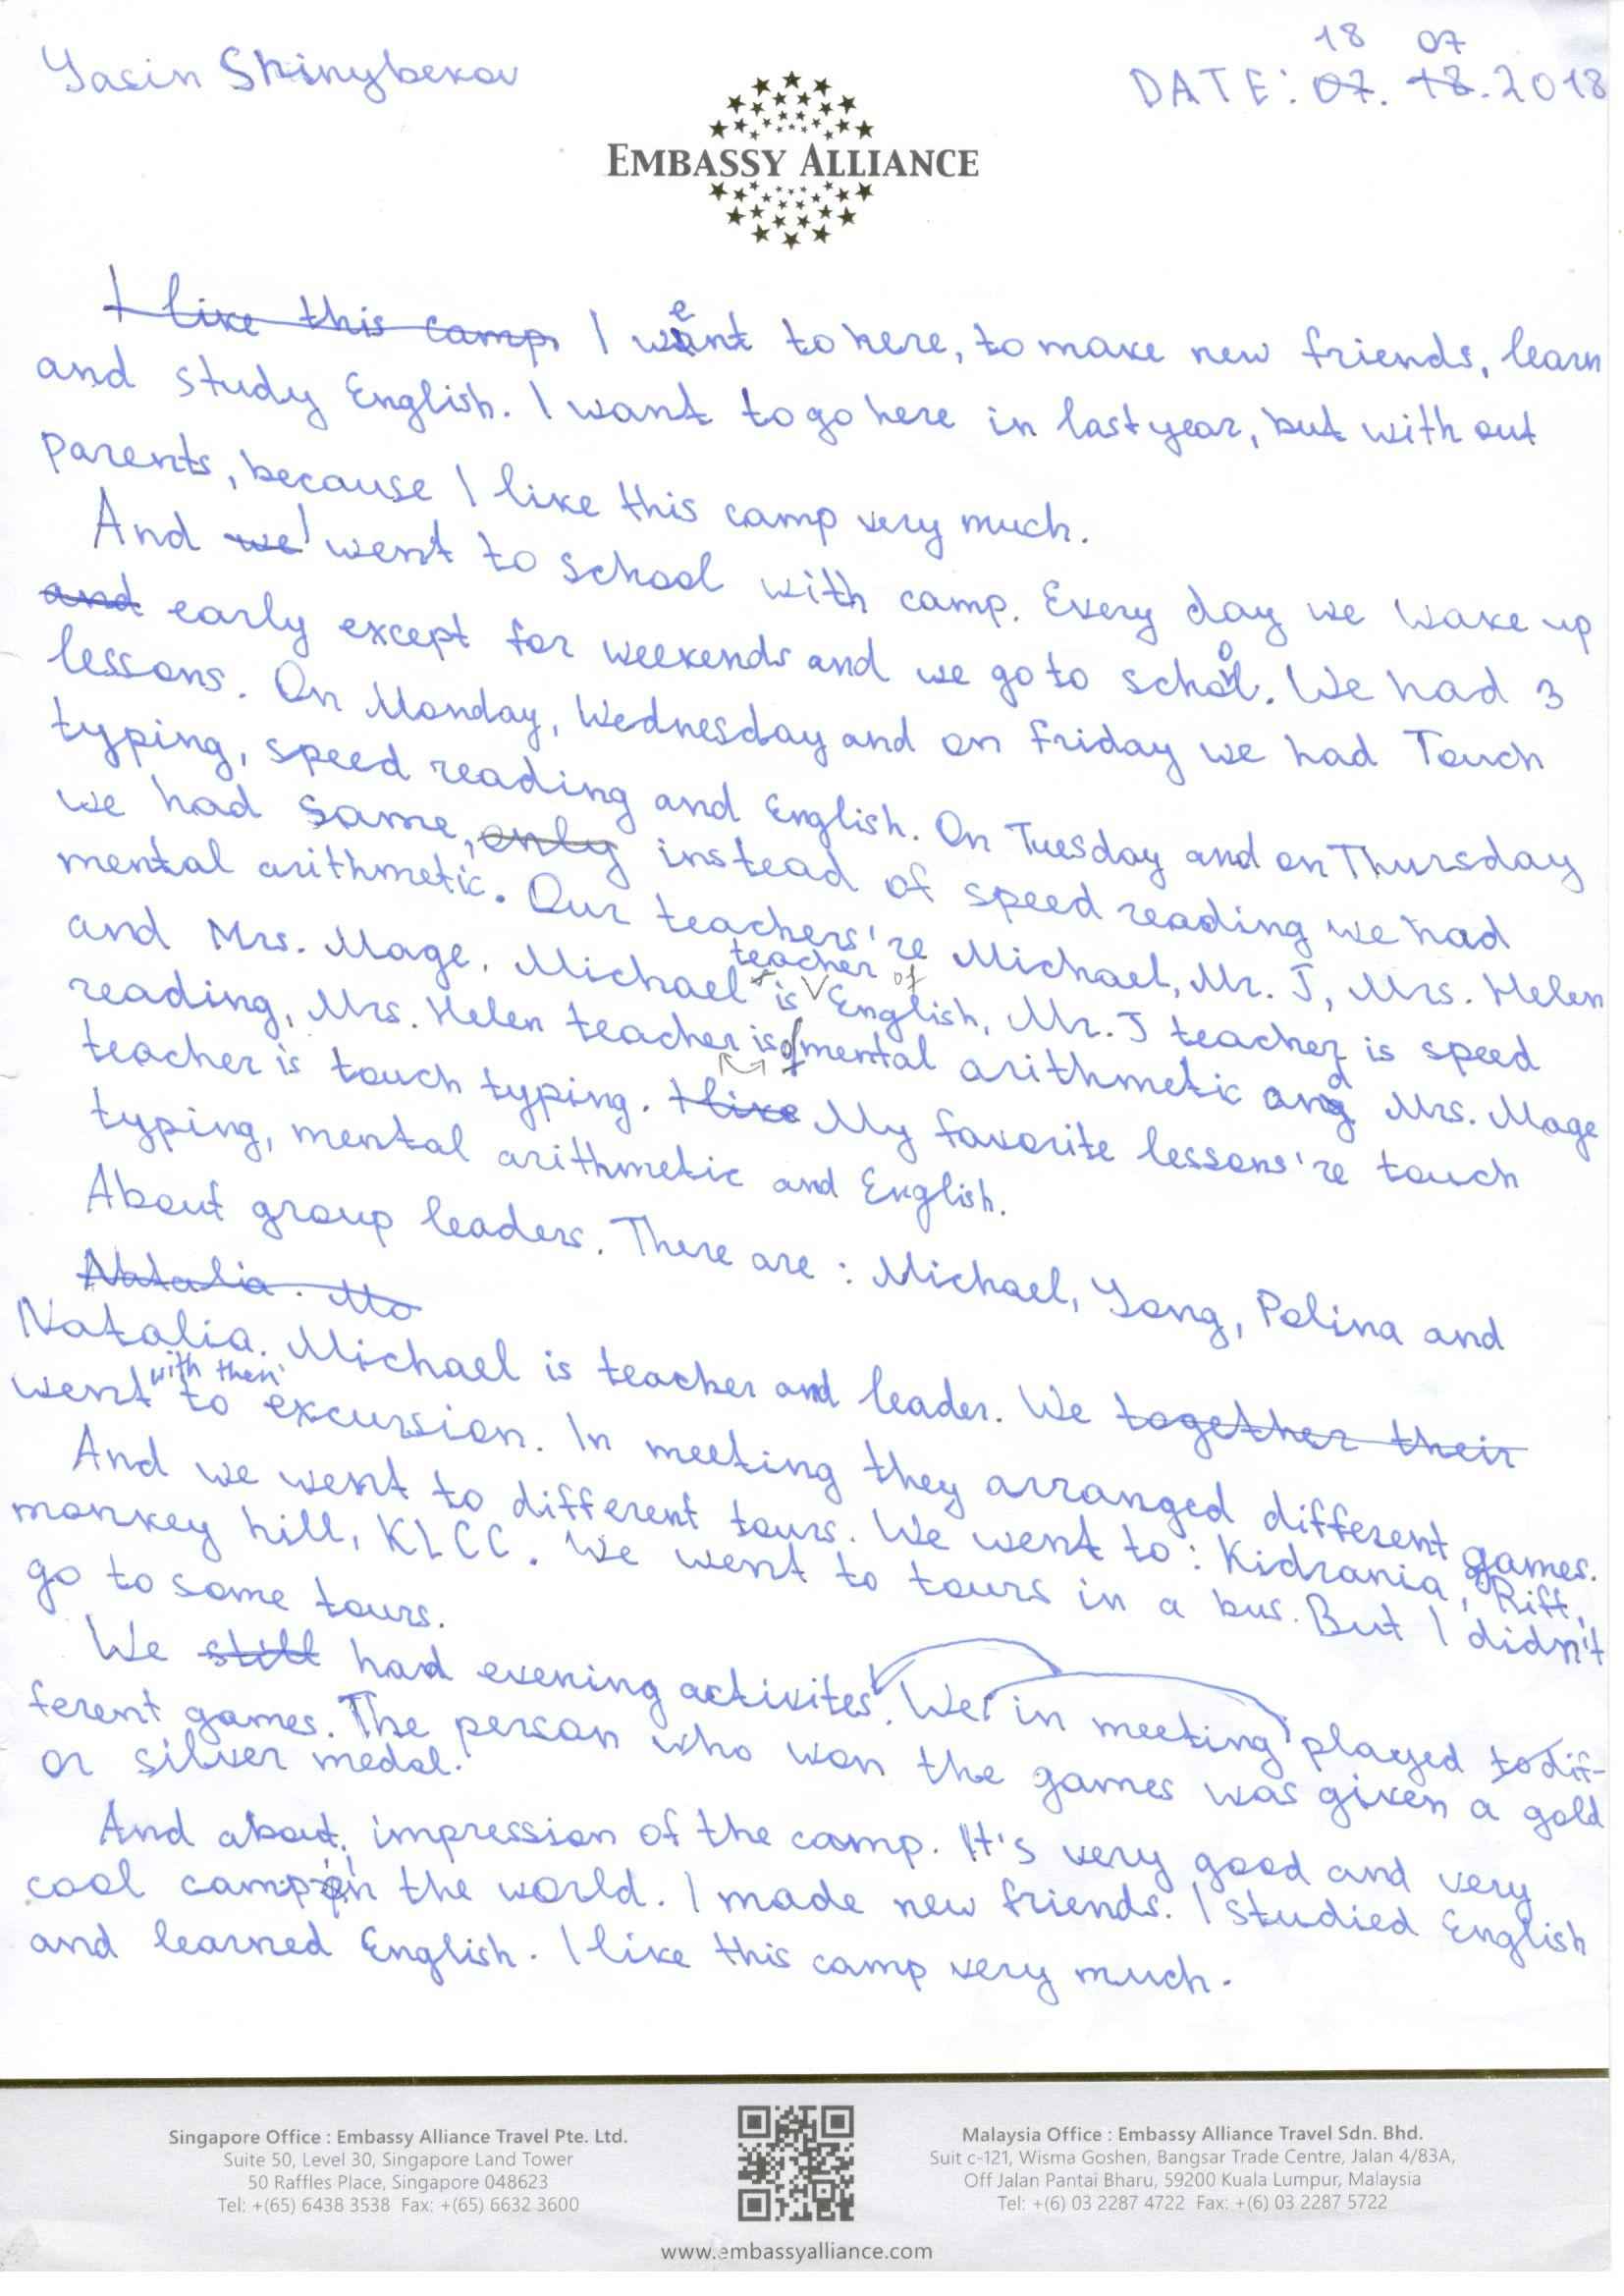 Yasin Shinybekov
18 07
DATE: 07. 18. 2018
EMBASSY ALLIANCE
I like this camp. I went to here, to make new friends, learn
and study English. I want to go here in last year, but with out
parents, because I like this camp very much.
And we I went to school with camp. Every day we wake up
and early except for weekends and we go to school. We had 3
lessons. On Monday, Wednesday and on friday we had Touch
typing, speed reading and English. On Tuesday and on Thursday
we had same, only instead of speed reading we had
mental arithmetic. Our teachers're Michael, Mr. J, Mrs. Helen
and Mrs. Mage. Michael is teacher of English, Mr. J teacher is speed
reading, Mrs. Helen teacher is of mental arithmetic and Mrs. Mage
teacher is touch typing. I like My favorite lessons're touch
typing, mental arithmetic and English.
About group leaders. There are: Michael, Yong, Polina and
Natalia. Mo
Natalia. Michael is teacher and leader. We together their
went with them to excursion. In meeting they arranged different games.
And we went to different tours. We went to: Kidzania, Rift,
monkey hill, KLCC. We went to tours in a bus. But I didn't
go to some tours.
We still had evening activites. We in meeting played to dif-
ferent games. The person who won the games was given a gold
or silver medal.
And about impression of the camp. It's very good and very
cool camp in the world. I made new friends. I studied English
and learned English. I like this camp very much.
Singapore Office : Embassy Alliance Travel Pte. Ltd.
Suite 50, Level 30, Singapore Land Tower
50 Raffles Place, Singapore 048623
Tel: +(65) 6438 3538 Fax: +(65) 6632 3600
Malaysia Office : Embassy Alliance Travel Sdn. Bhd.
Suit c-121, Wisma Goshen, Bangsar Trade Centre, Jalan 4/83A,
Off Jalan Pantai Bharu, 59200 Kuala Lumpur, Malaysia
Tel: +(6) 03 2287 4722 Fax: +(6) 03 2287 5722
www.embassyalliance.com